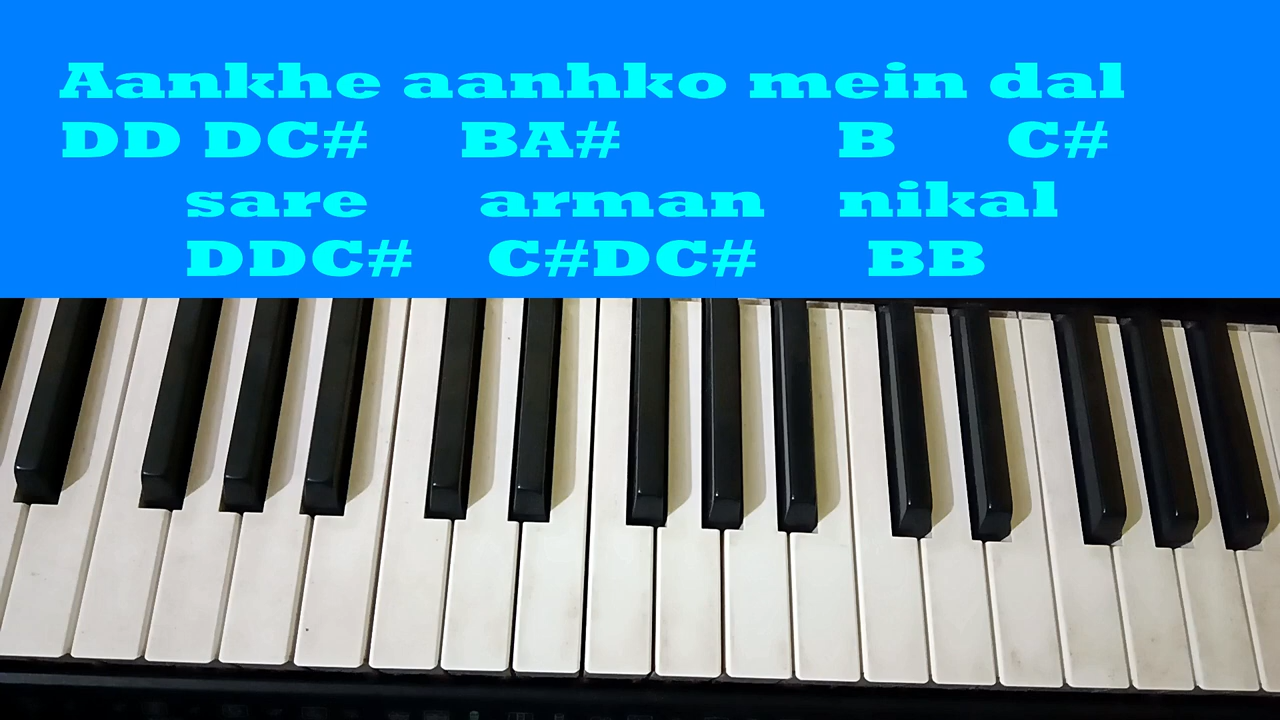 Aankhe aanhko mein dal
DD DC# BA# B C#
sare arman nikal
DDC# C#DC# BB